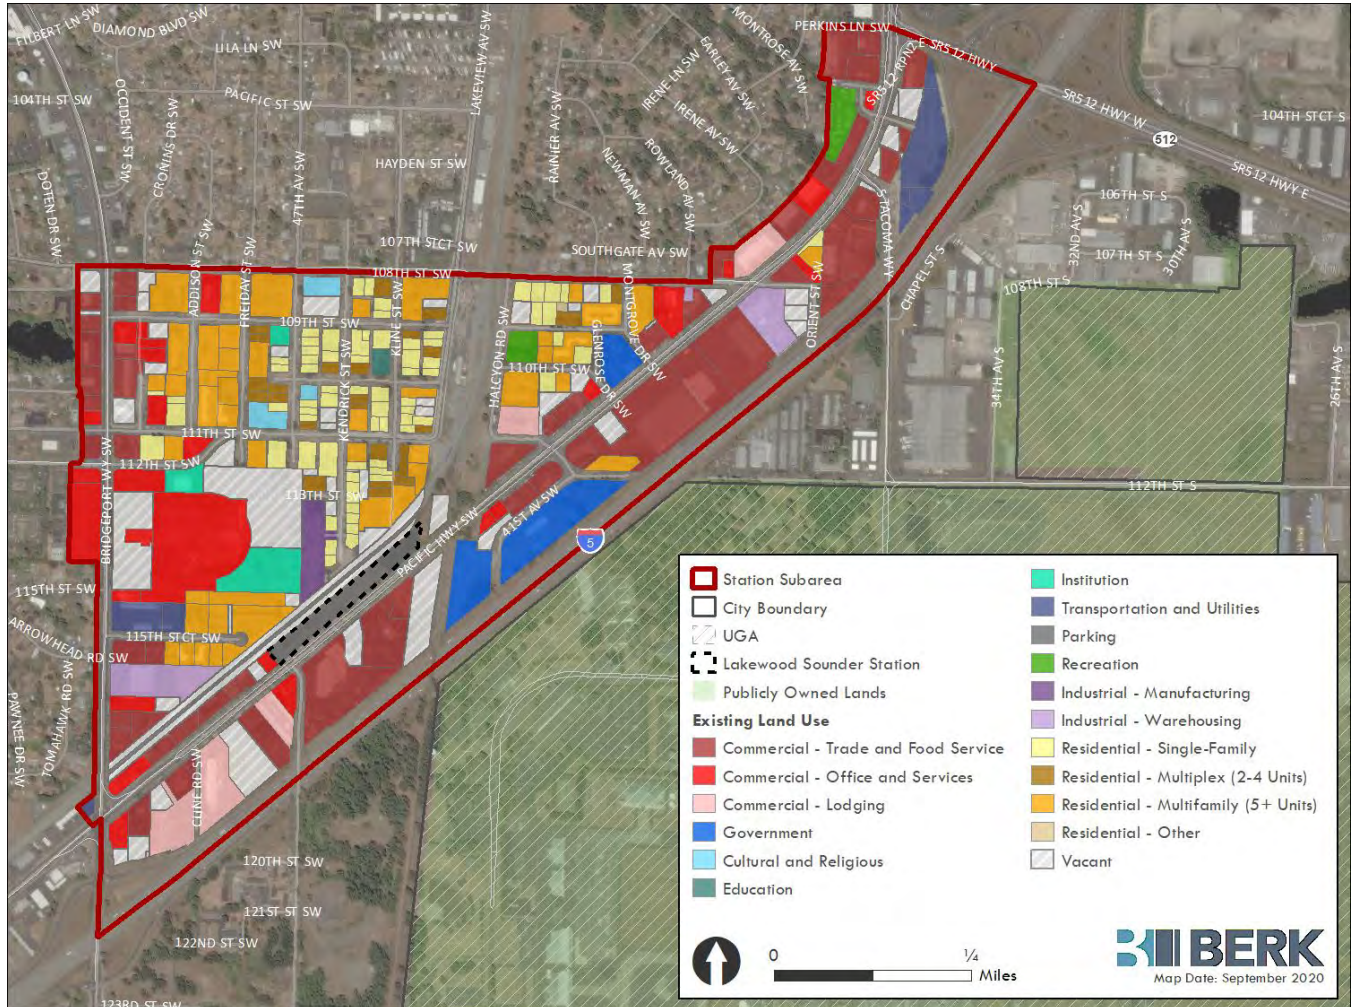 FILBERT LN SW
DIAMOND BLVD SW
LILA LN SW
LAKEVIEW AV SW
MONTROSE AV SW
PERKINS LN SW
EARLEY AV SW
E SR512 HWY
SR512 RPN2
104TH ST SW
OCCIDENT ST SW
PACIFIC ST SW
IRENE LN SW
SR512 HWY W
104TH STCT S
CRONINS DR SW
IRENE AV SW
512
RAINIER AV SW
HAYDEN ST SW
ROWLAND AV SW
NEWMAN AV SW
SR512 HWY E
DOTEN DR SW
47TH AV SW
S TACOMA WY
106TH ST S
32ND AV S
30TH AV S
ADDISON ST SW
FREIDAY ST SW
107TH STCT SW
SOUTHGATE AV SW
107TH ST S
108TH ST SW
CHAPEL ST S
108TH ST S
MONTGROVE DR SW
ORIENT ST SW
KLINE ST SW
109TH ST SW
HALCYON RD SW
GLENROSE DR SW
KENDRICK ST SW
110TH ST SW
34TH AV S
26TH AV S
111TH ST SW
BRIDGEPORT WY SW
112TH ST SW
112TH ST S
113TH ST SW
41ST AV SW
PACIFIC HWY SW
5
115TH ST SW
ARROWHEAD RD SW
115TH STCT SW
TOMAHAWK RD SW
PAWNEE DR SW
CLINE RD SW
120TH ST SW
121ST ST SW
122ND ST SW
123RD ST SW
Station Subarea
City Boundary
UGA
Lakewood Sounder Station
Publicly Owned Lands
Existing Land Use
Commercial - Trade and Food Service
Commercial - Office and Services
Commercial - Lodging
Government
Cultural and Religious
Education
Institution
Transportation and Utilities
Parking
Recreation
Industrial - Manufacturing
Industrial - Warehousing
Residential - Single-Family
Residential - Multiplex (2-4 Units)
Residential - Multifamily (5+ Units)
Residential - Other
Vacant
0
¼
Miles
BERK
Map Date: September 2020